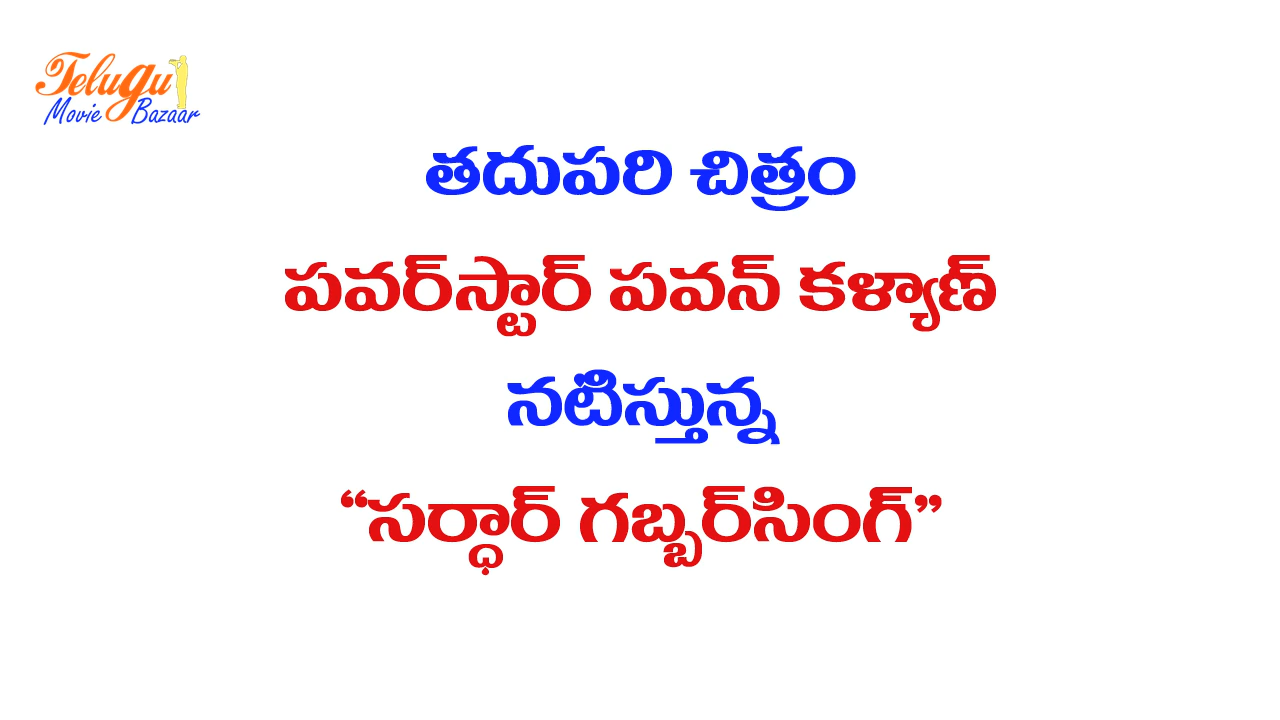 Telugu
Movie Bazaar
తదుపరి చిత్రం
పవర్‌స్టార్ పవన్ కళ్యాణ్
నటిస్తున్న
“సర్ధార్ గబ్బర్‌సింగ్”